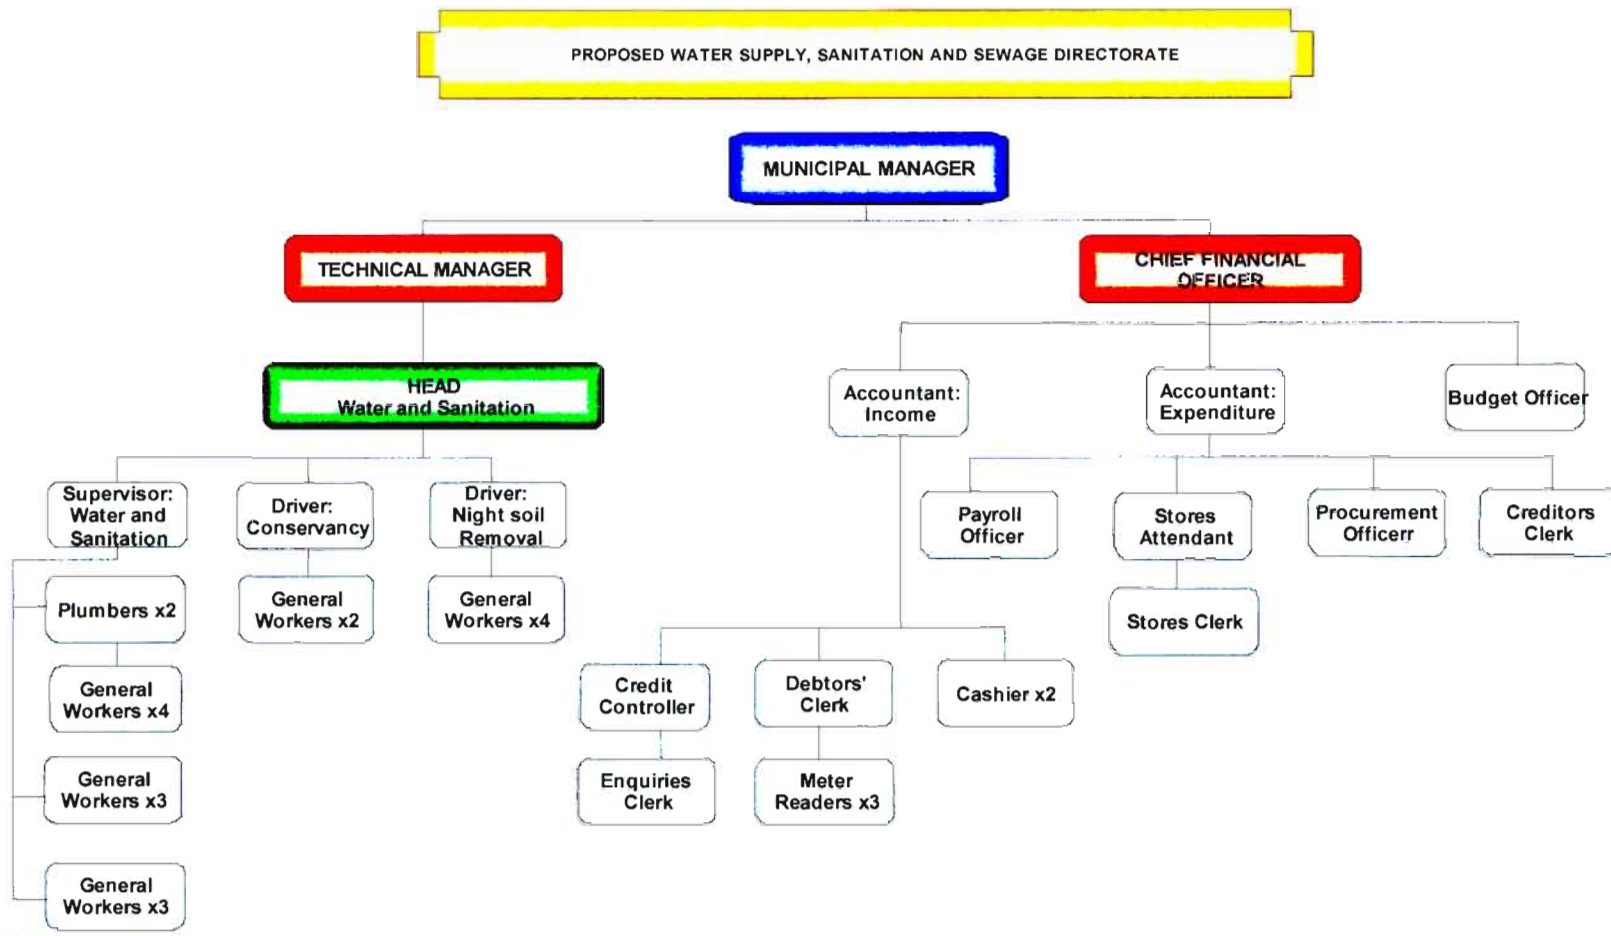 PROPOSED WATER SUPPLY, SANITATION AND SEWAGE DIRECTORATE
MUNICIPAL MANAGER
TECHNICAL MANAGER
CHIEF FINANCIAL
OFFICER
HEAD
Water and Sanitation
Accountant:
Income
Accountant:
Expenditure
Budget Officer
Supervisor:
Water and
Sanitation
Driver:
Conservancy
Driver:
Night soil
Removal
Payroll
Officer
Stores
Attendant
Procurement
Officerr
Creditors
Clerk
Plumbers x2
General
Workers x2
General
Workers x4
Stores Clerk
General
Workers x4
Credit
Controller
Debtors'
Clerk
Cashier x2
General
Workers x3
Enquiries
Clerk
Meter
Readers x3
General
Workers x3